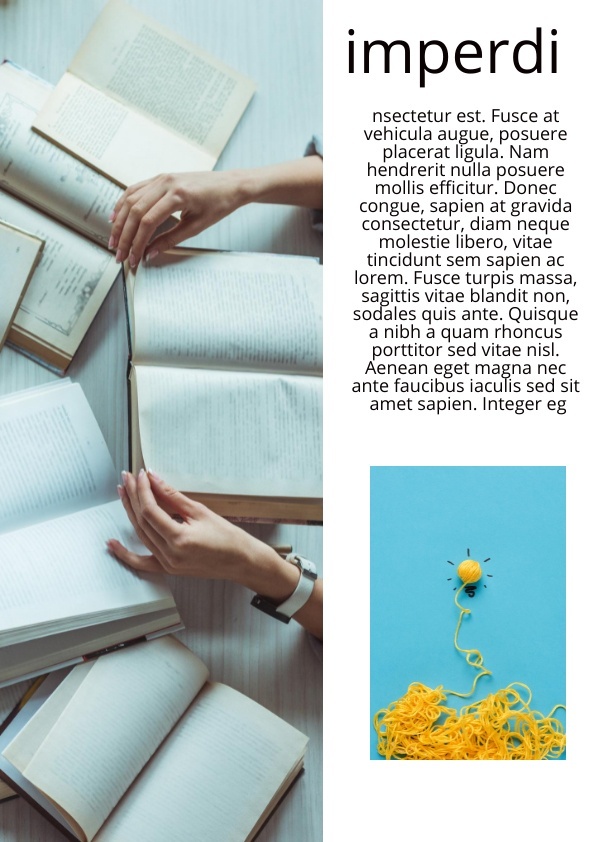 imperdi
nsectetur est. Fusce at
vehicula augue, posuere
placerat ligula. Nam
hendrerit nulla posuere
mollis efficitur. Donec
congue, sapien at gravida
consectetur, diam neque
molestie libero, vitae
tincidunt sem sapien ac
lorem. Fusce turpis massa,
sagittis vitae blandit non,
sodales quis ante. Quisque
a nibh a quam rhoncus
porttitor sed vitae nisl.
Aenean eget magna nec
ante faucibus iaculis sed sit
amet sapien. Integer eg